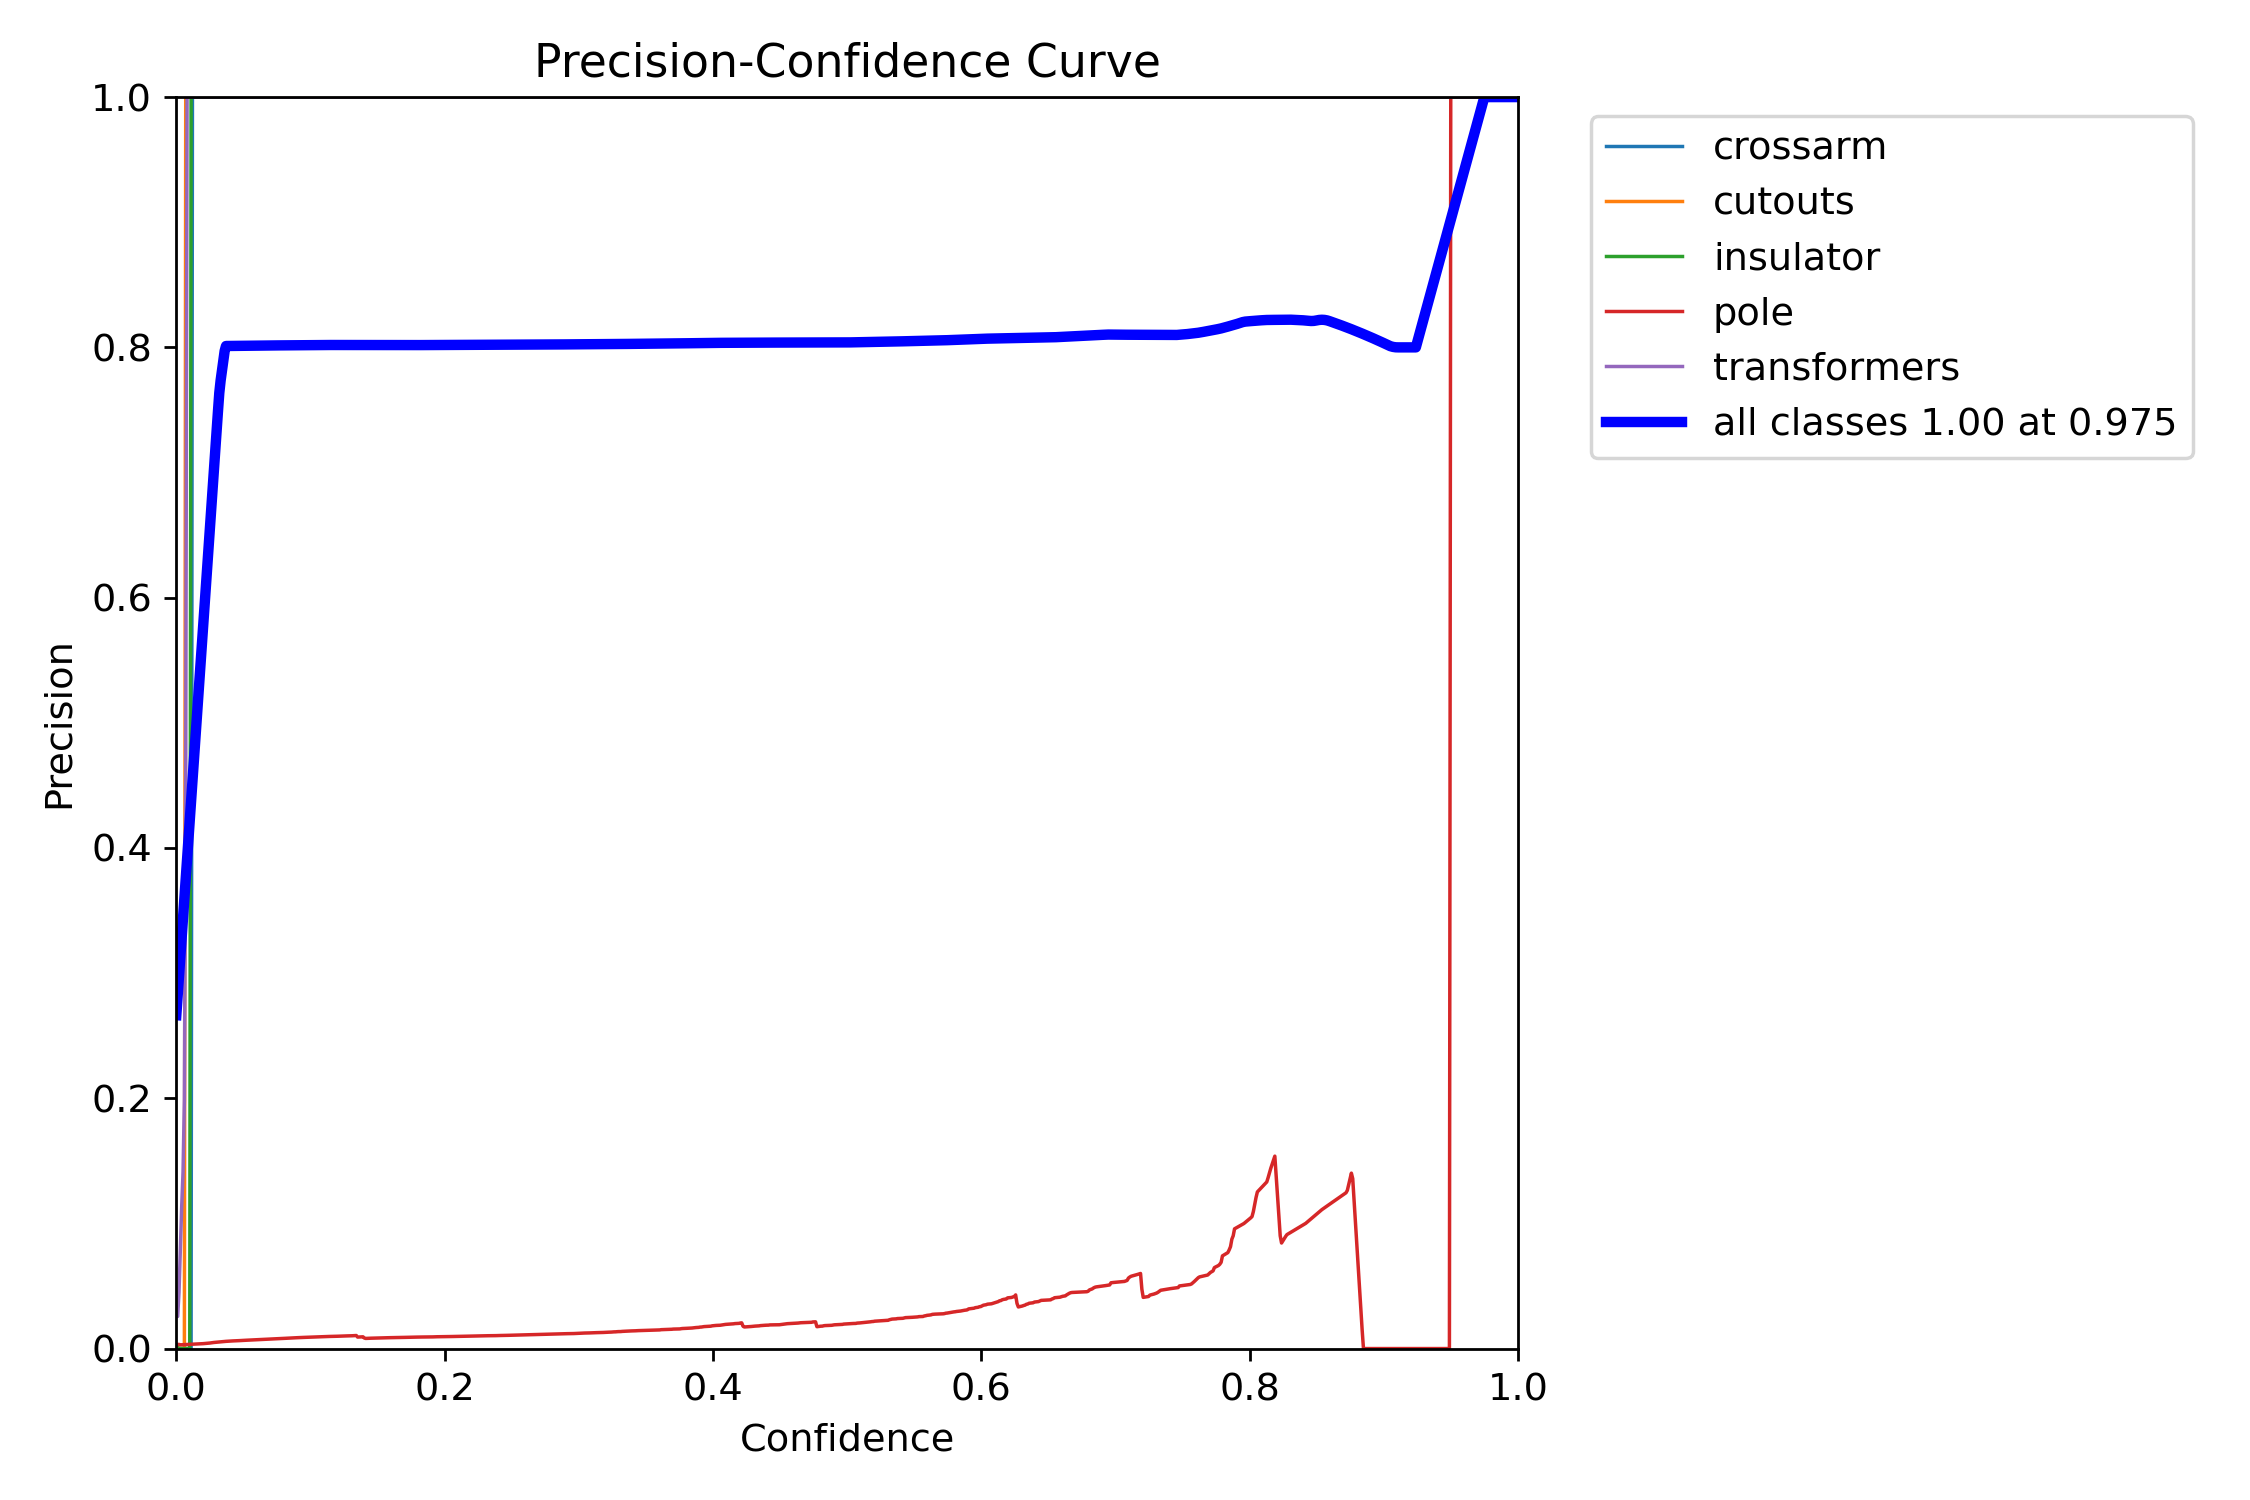 Precision-Confidence Curve
1.0
0.8
0.6
0.4
0.2
0.0
Precision
0.0 0.2 0.4 0.6 0.8 1.0
Confidence
crossarm
cutouts
insulator
pole
transformers
all classes 1.00 at 0.975